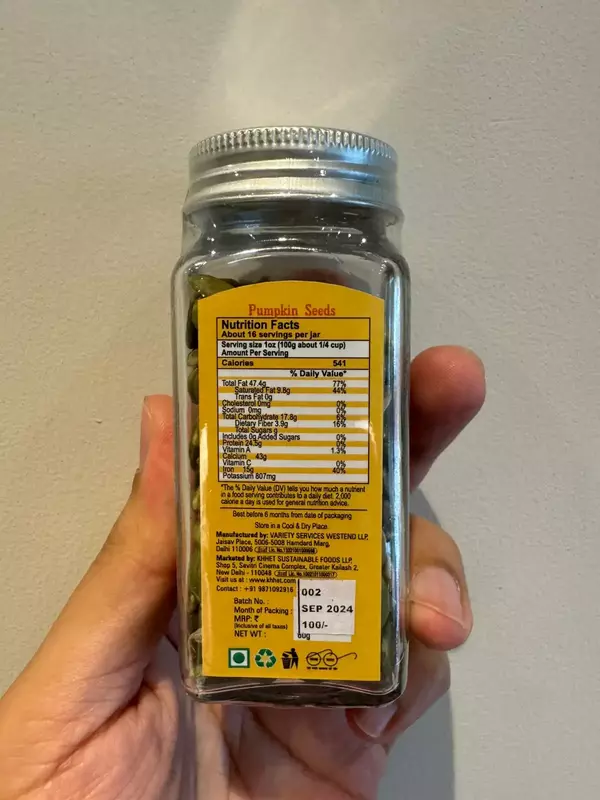 Pumpkin Seeds
Nutrition Facts
About 16 servings per jar
Serving size 1oz (100g about 1/4 cup)
Amount Per Serving
Calories 541
% Daily Value*
Total Fat 47.4g 77%
Saturated Fat 9.8g 44%
Trans Fat 0g
Cholesterol 0mg 0%
Sodium 0mg 0%
Total Carbohydrate 17.8g 6%
Dietary Fiber 3.9g 16%
Total Sugars g
Includes 0g Added Sugars 0%
Protein 24.5g 0%
Vitamin A 1.3%
Calcium 43g
Vitamin C 0%
Iron 15g 40%
Potassium 807mg
*The % Daily Value (DV) tells you how much a nutrient
in a food serving contributes to a daily diet. 2,000
calorie a day is used for general nutrition advice.
Best before 6 months from date of packaging
Store in a Cool & Dry Place.
Manufactured by: VARIETY SERVICES WESTEND LLP,
Jaisav Place, 5005-5008 Hamdard Marg,
Delhi 110006
Marketed by: KHHET SUSTAINABLE FOODS LLP,
Shop 5, Savitri Cinema Complex, Greater Kailash 2,
New Delhi - 110048
Visit us at : www.khhet.com
Contact : +91 9871092916
Batch No. : 002
Month of Packing : SEP 2024
MRP: ₹ 100/-
(Inclusive of all taxes)
NET WT : 60g